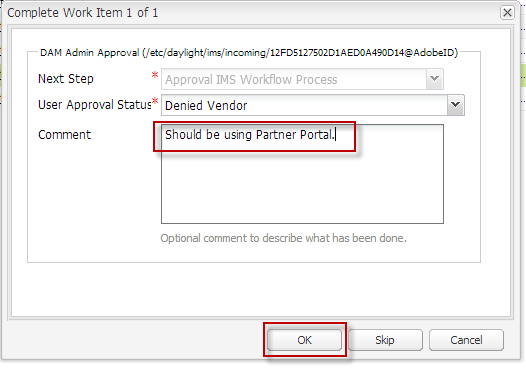 Complete Work Item 1 of 1
DAM Admin Approval (/etc/daylight/ims/incoming/12FD5127502D1AED0A490D14@AdobeID)
Next Step * Approval IMS Workflow Process
User Approval Status* Denied Vendor
Comment Should be using Partner Portal.
Optional comment to describe what has been done.
OK Skip Cancel